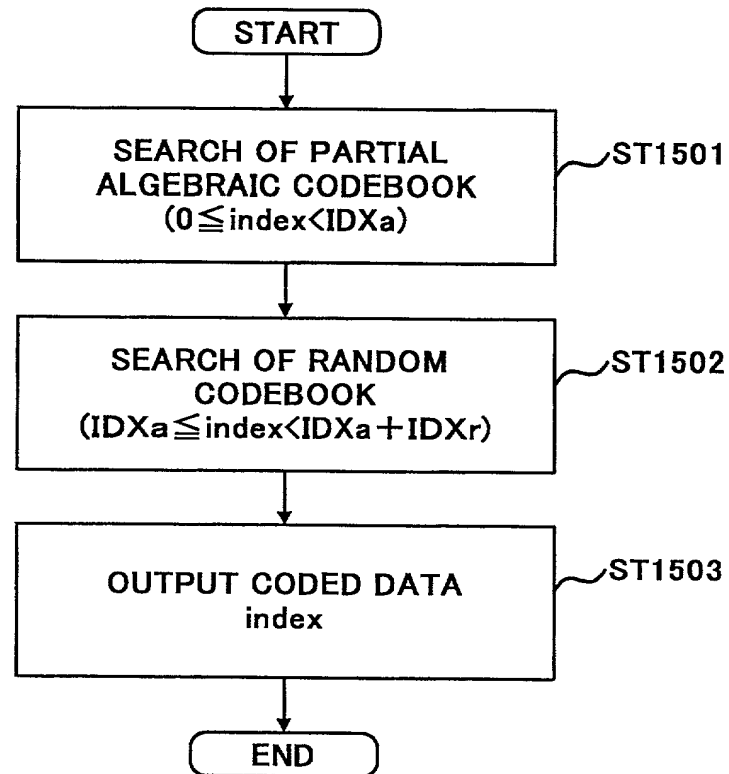 START
SEARCH OF PARTIAL
ALGEBRAIC CODEBOOK
(0≦index<IDXa)
ST1501
SEARCH OF RANDOM
CODEBOOK
(IDXa≦index<IDXa+IDXr)
ST1502
OUTPUT CODED DATA
index
ST1503
END